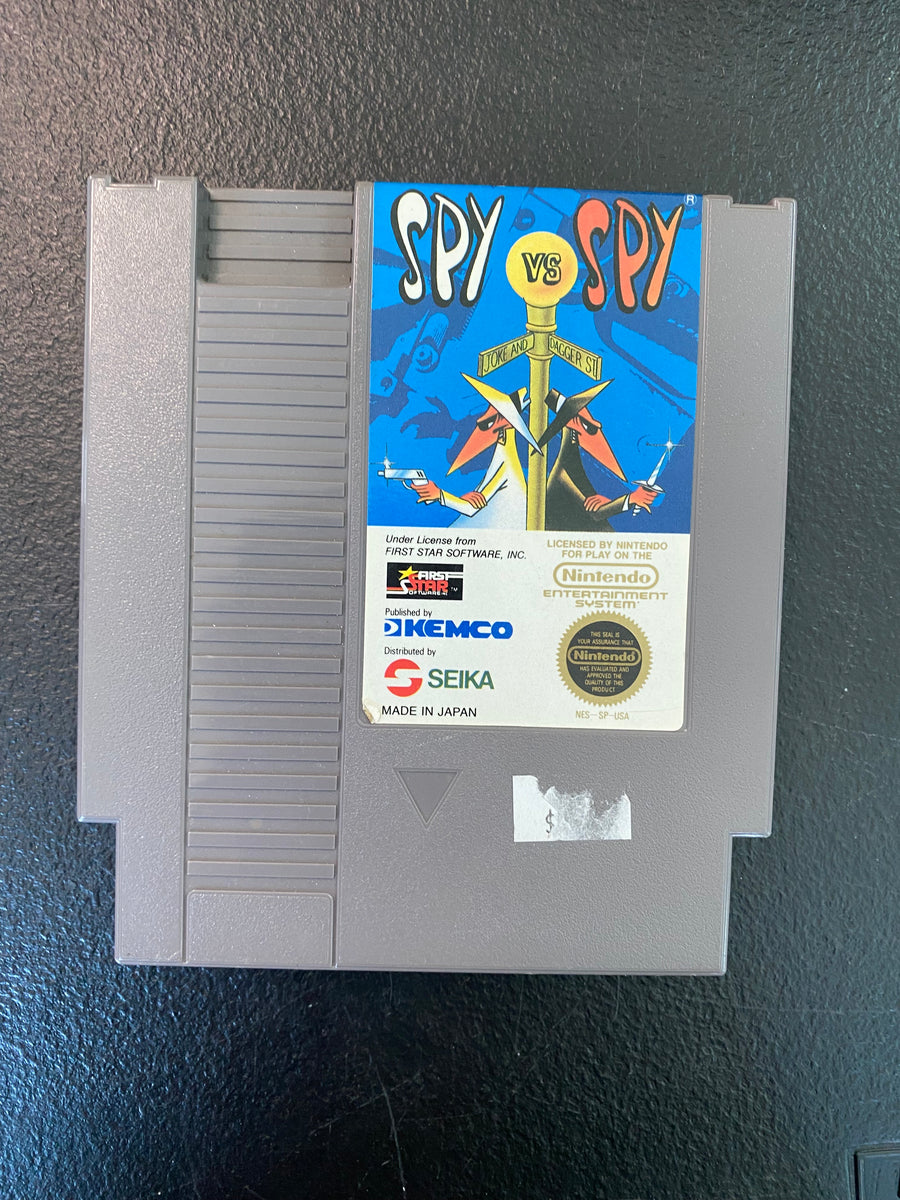 SPY VS SPY®
JOKE AND DAGGER ST.
Under License from
FIRST STAR SOFTWARE, INC.
FIRST
STAR
SOFTWARE ™
Published by
KEMCO
Distributed by
SEIKA
MADE IN JAPAN
LICENSED BY NINTENDO
FOR PLAY ON THE
Nintendo
ENTERTAINMENT
SYSTEM
THIS SEAL IS
YOUR ASSURANCE THAT
Nintendo
HAS EVALUATED AND
APPROVED THE
QUALITY OF THIS
PRODUCT
NES-SP-USA
$